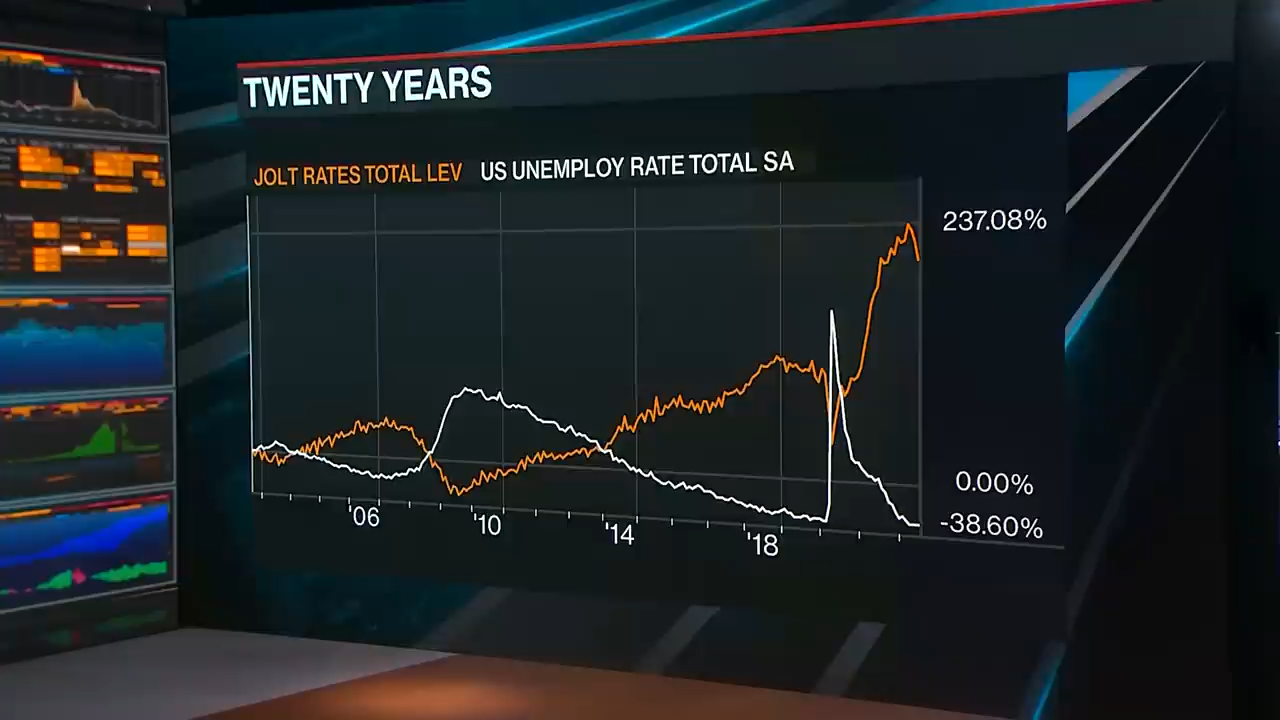 TWENTY YEARS
JOLT RATES TOTAL LEV US UNEMPLOY RATE TOTAL SA
237.08%
0.00%
-38.60%
'06 '10 '14 '18